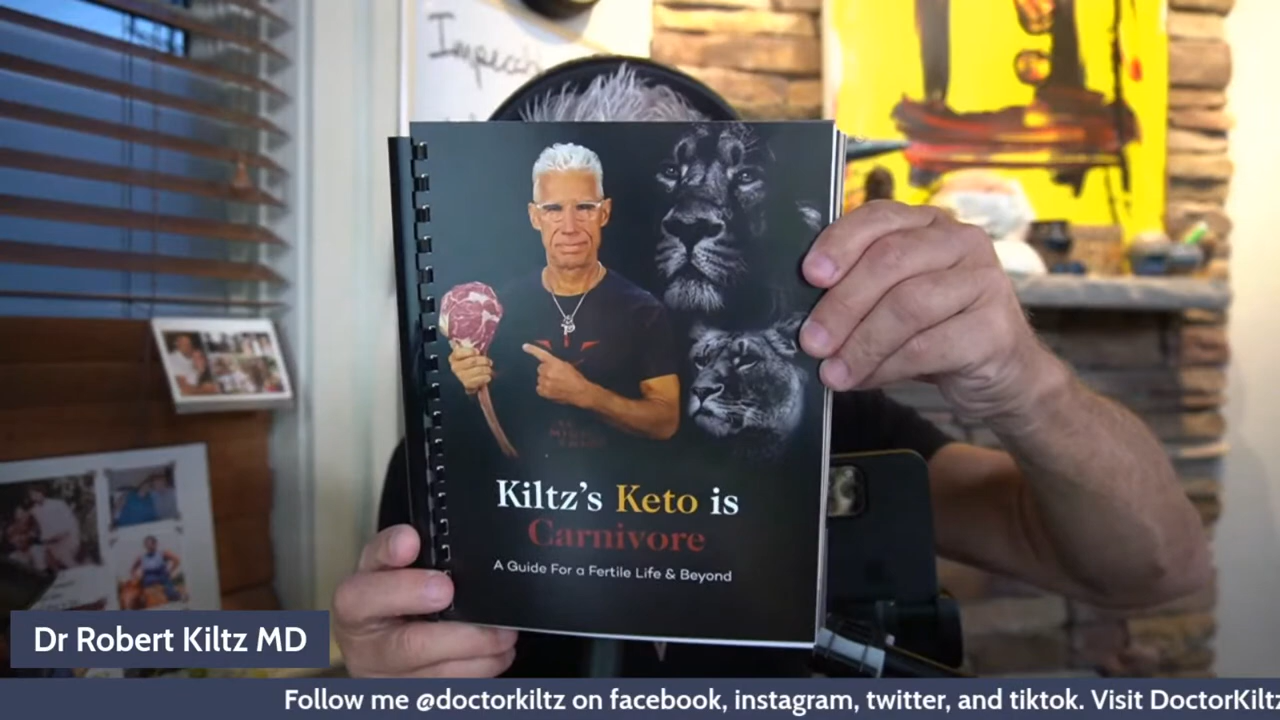 Impecab
Kiltz's Keto is
Carnivore
A Guide For a Fertile Life & Beyond
Dr Robert Kiltz MD
Follow me @doctorkiltz on facebook, instagram, twitter, and tiktok. Visit DoctorKiltz